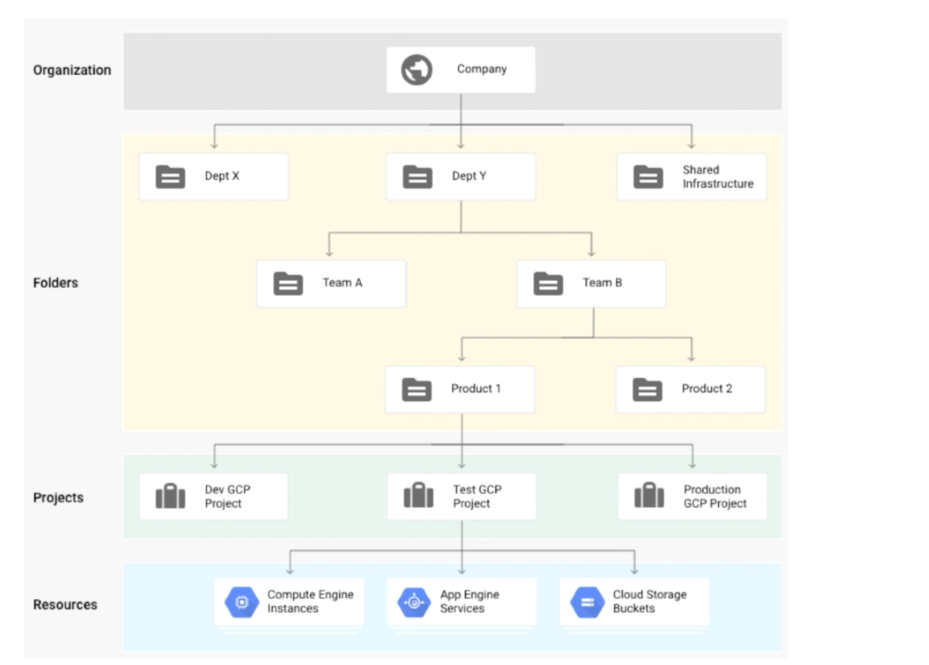 Organization
Company
Dept X
Dept Y
Shared
Infrastructure
Folders
Team A
Team B
Product 1
Product 2
Projects
Dev GCP
Project
Test GCP
Project
Production
GCP Project
Resources
Compute Engine
Instances
App Engine
Services
Cloud Storage
Buckets